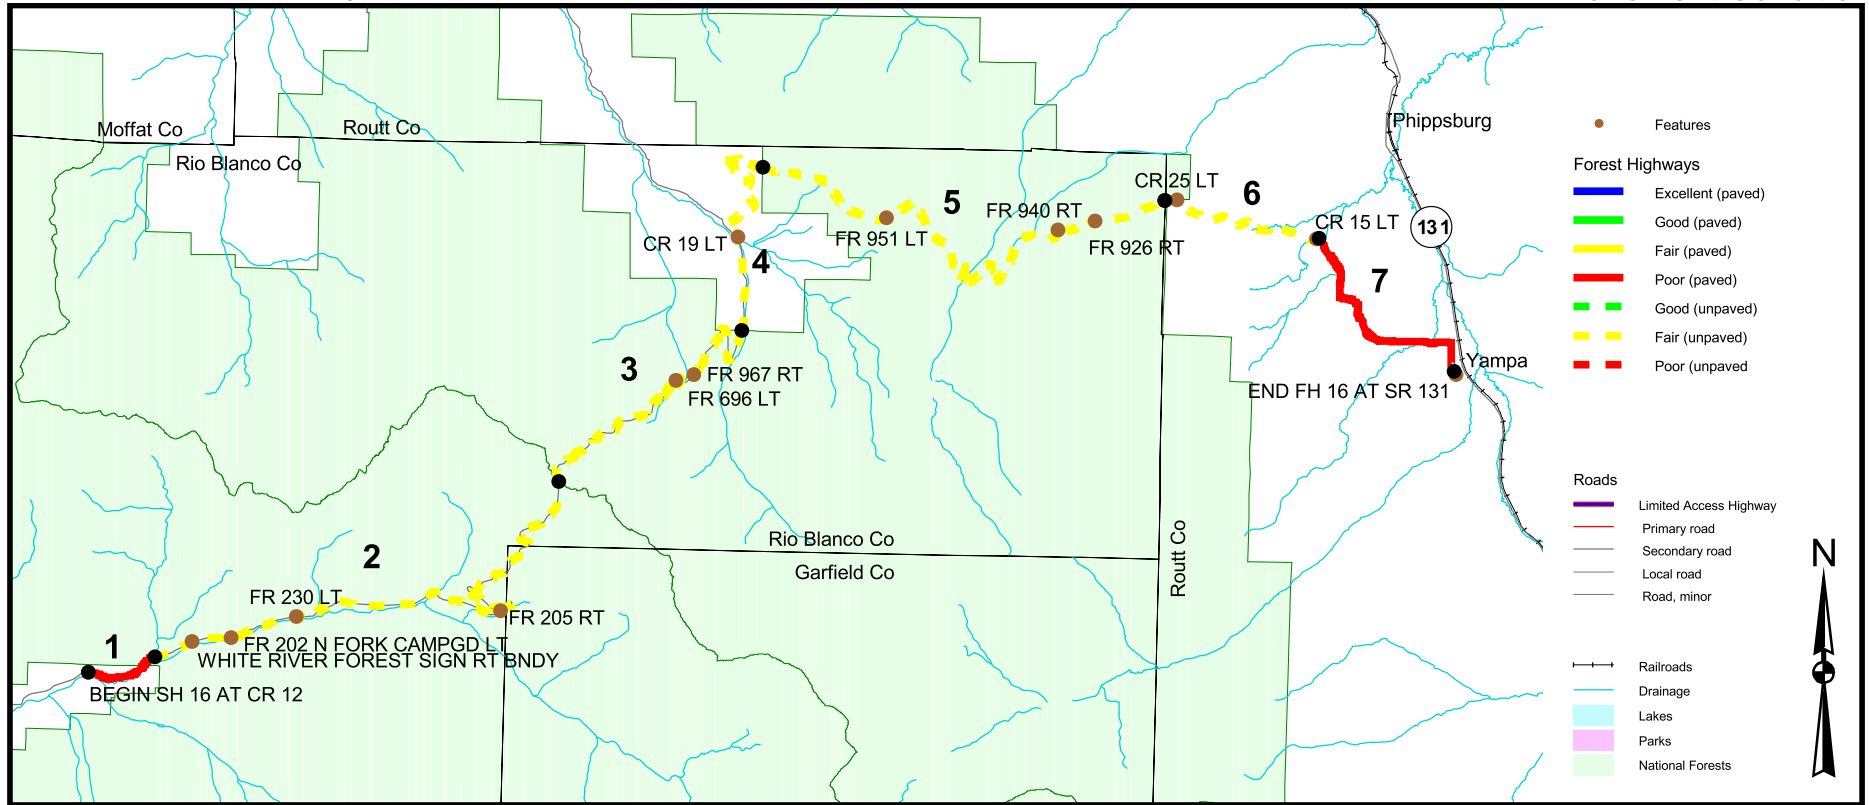 Moffat Co
Routt Co
Rio Blanco Co
Phippsburg
CR 25 LT
5
6
FR 940 RT
FR 951 LT
FR 926 RT
CR 15 LT
131
CR 19 LT
4
7
3
FR 967 RT
FR 696 LT
Yampa
END FH 16 AT SR 131
Rio Blanco Co
Garfield Co
Routt Co
2
FR 230 LT
FR 205 RT
1
FR 202 N FORK CAMPGD LT
WHITE RIVER FOREST SIGN RT BNDY
BEGIN SH 16 AT CR 12
Features
Forest Highways
Excellent (paved)
Good (paved)
Fair (paved)
Poor (paved)
Good (unpaved)
Fair (unpaved)
Poor (unpaved
Roads
Limited Access Highway
Primary road
Secondary road
Local road
Road, minor
N
Railroads
Drainage
Lakes
Parks
National Forests